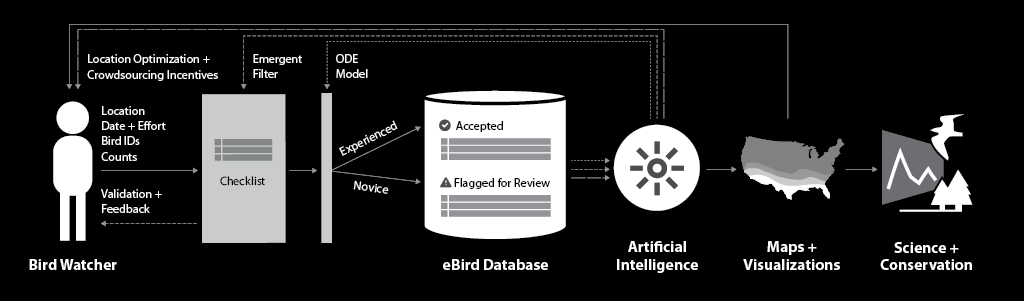 Location Optimization +
Crowdsourcing Incentives
Emergent
Filter
ODE
Model
Location
Date + Effort
Bird IDs
Counts
Validation +
Feedback
Checklist
Experienced
Novice
Accepted
Flagged for Review
Bird Watcher
eBird Database
Artificial
Intelligence
Maps +
Visualizations
Science +
Conservation